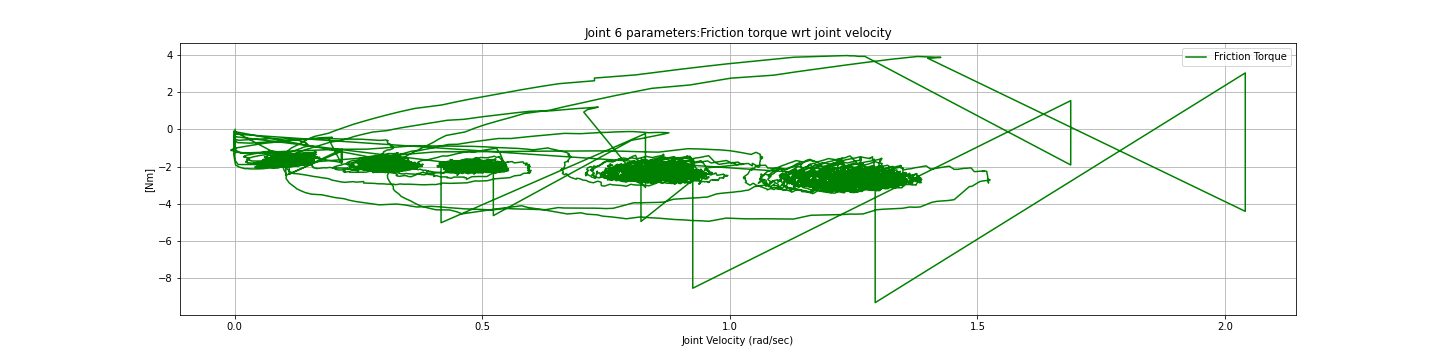 Joint 6 parameters:Friction torque wrt joint velocity
Friction Torque
4
2
0
−2
−4
−6
−8
[Nm]
0.0 0.5 1.0 1.5 2.0
Joint Velocity (rad/sec)